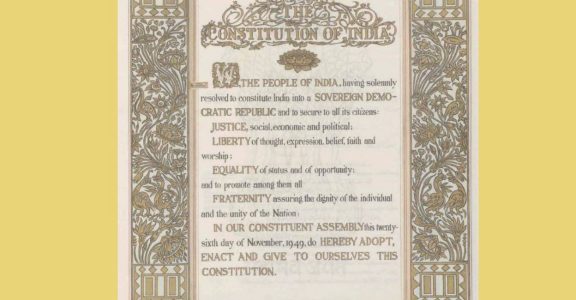 THE
CONSTITUTION OF INDIA
WE, THE PEOPLE OF INDIA, having solemnly
resolved to constitute India into a SOVEREIGN DEMO-
CRATIC REPUBLIC and to secure to all its citizens:
JUSTICE, social, economic and political;
LIBERTY of thought, expression, belief, faith and
worship;
EQUALITY of status and of opportunity;
and to promote among them all
FRATERNITY assuring the dignity of the individual
and the unity of the Nation;
IN OUR CONSTITUENT ASSEMBLY this twenty-
sixth day of November, 1949, do HEREBY ADOPT,
ENACT AND GIVE TO OURSELVES THIS
CONSTITUTION.